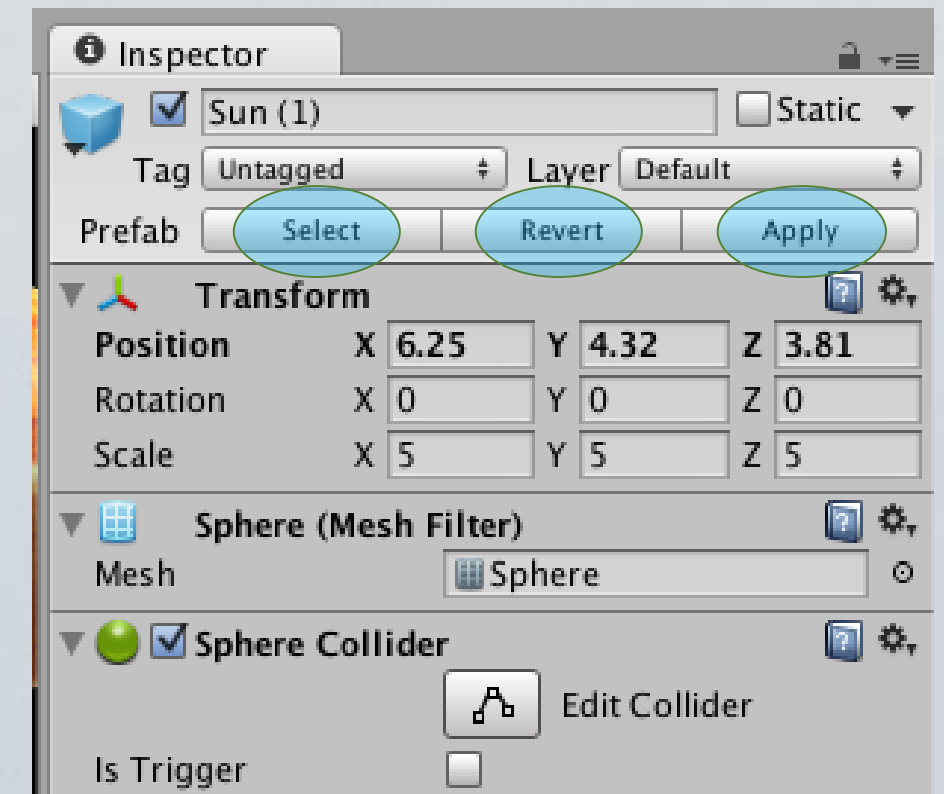 Inspector
Sun (1) Static
Tag Untagged Layer Default
Prefab Select Revert Apply
Transform
Position X 6.25 Y 4.32 Z 3.81
Rotation X 0 Y 0 Z 0
Scale X 5 Y 5 Z 5
Sphere (Mesh Filter)
Mesh Sphere
Sphere Collider
Edit Collider
Is Trigger